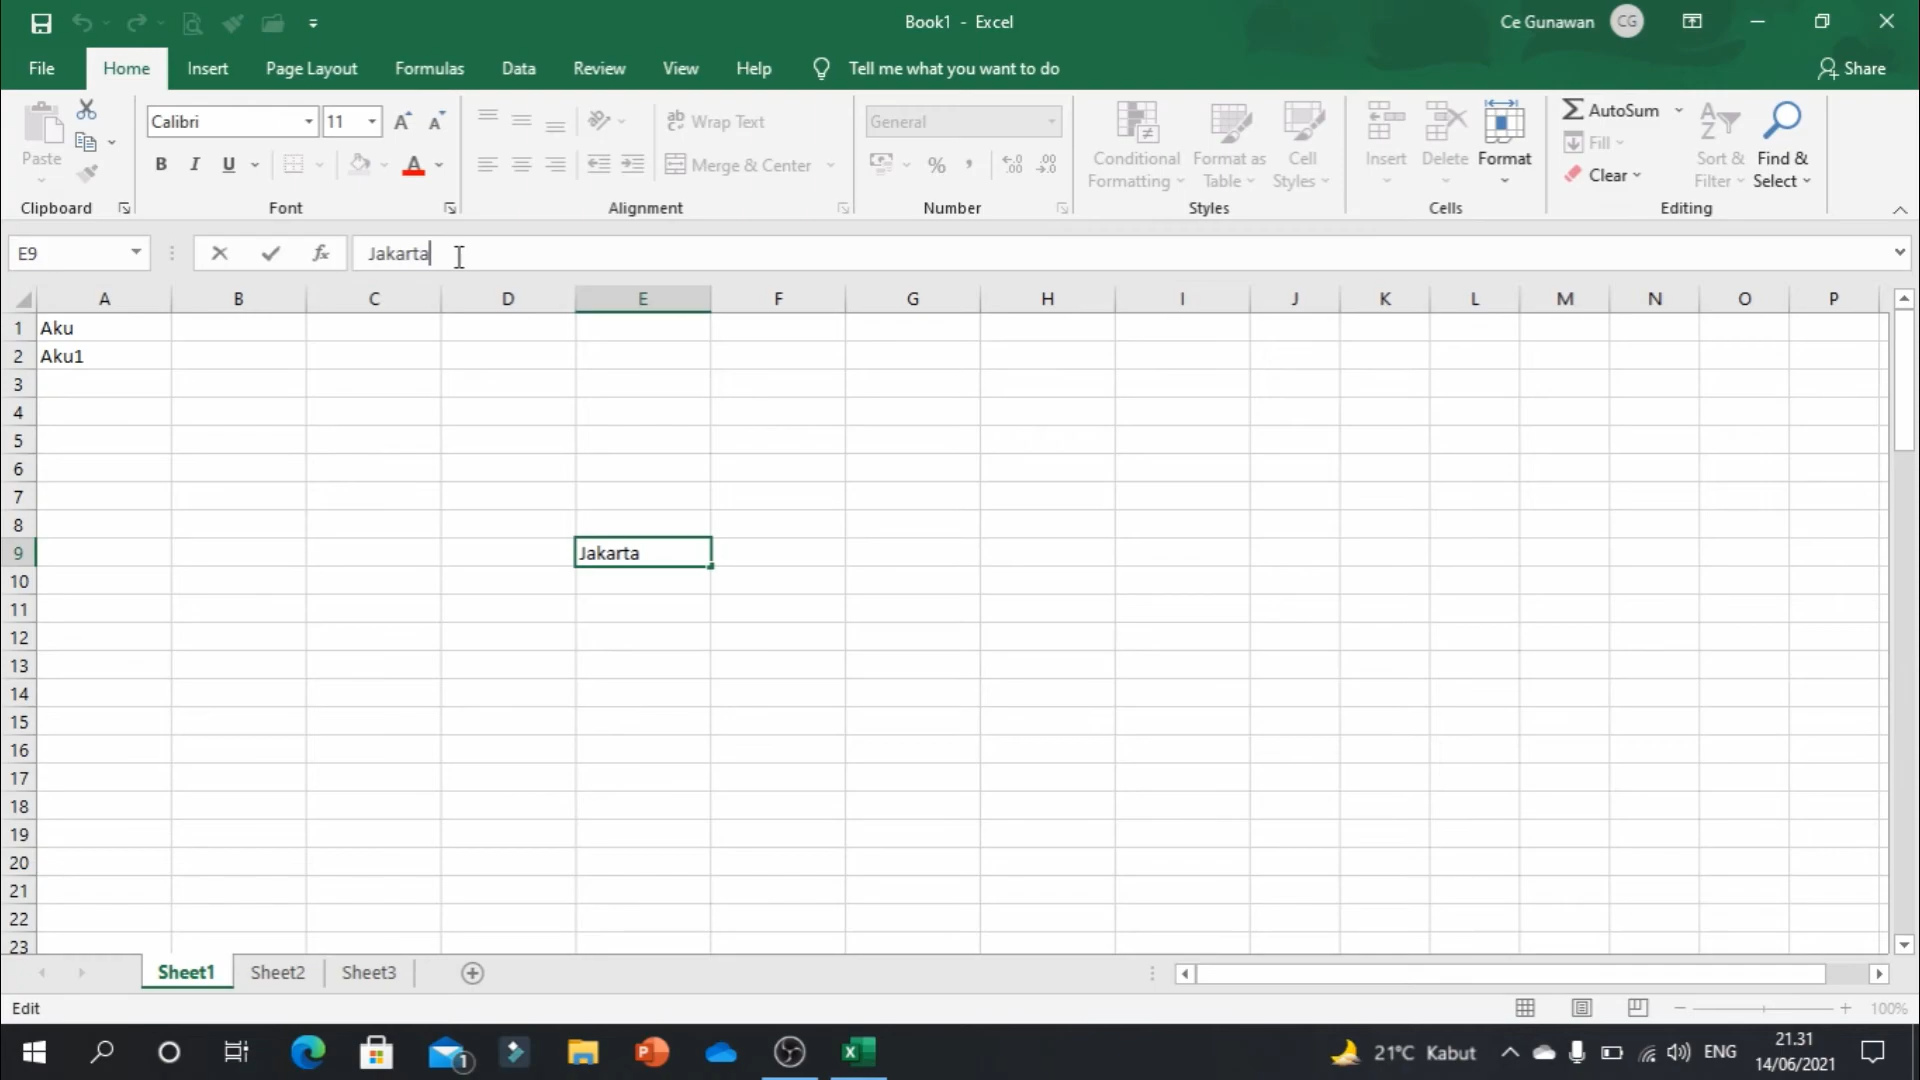 Book1 - Excel
Ce Gunawan CG
File Home Insert Page Layout Formulas Data Review View Help Tell me what you want to do Share
Calibri 11 Wrap Text General AutoSum
Paste B I U A Merge & Center % , Conditional Formatting Format as Table Cell Styles Insert Delete Format Fill Clear Sort & Filter Find & Select
Clipboard Font Alignment Number Styles Cells Editing
E9 fx Jakarta
A B C D E F G H I J K L M N O P
1 Aku
2 Aku1
3
4
5
6
7
8
9 Jakarta
10
11
12
13
14
15
16
17
18
19
20
21
22
23
Sheet1 Sheet2 Sheet3
Edit 100%
1 21°C Kabut ENG 21.31
14/06/2021